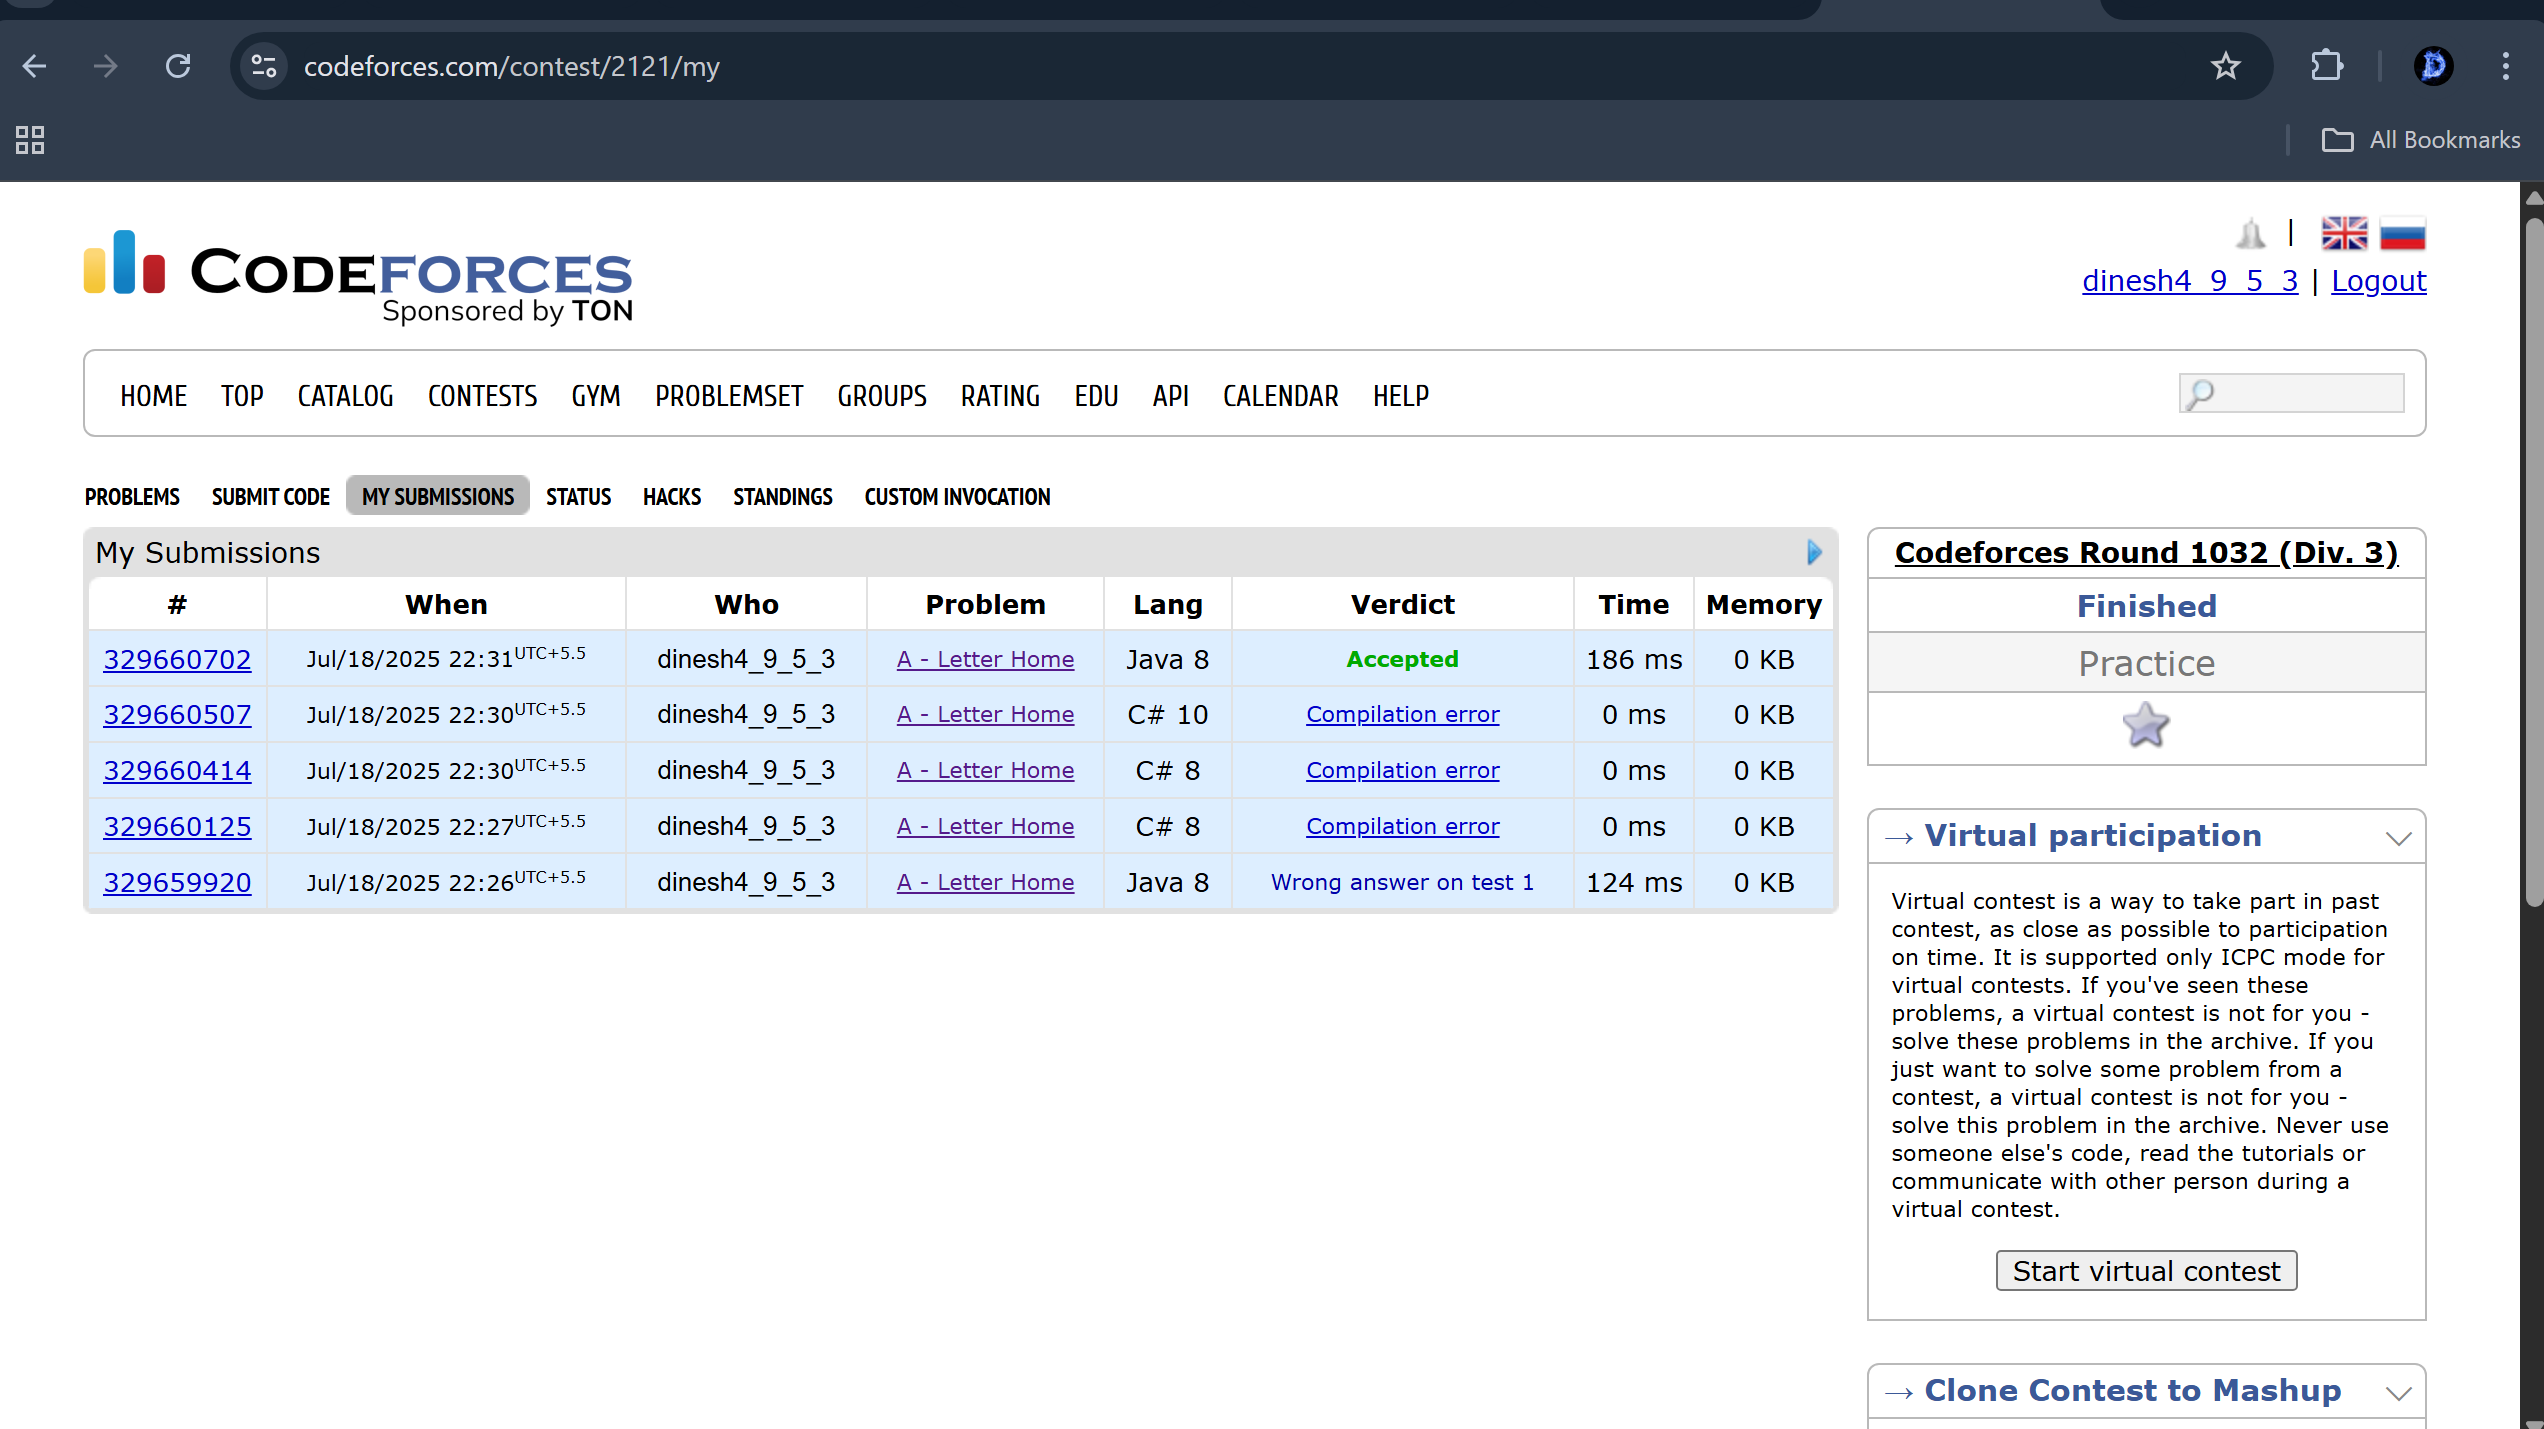 codeforces.com/contest/2121/my
All Bookmarks
CODEFORCES
Sponsored by TON
|
dinesh4_9_5_3 | Logout
HOME TOP CATALOG CONTESTS GYM PROBLEMSET GROUPS RATING EDU API CALENDAR HELP
PROBLEMS SUBMIT CODE MY SUBMISSIONS STATUS HACKS STANDINGS CUSTOM INVOCATION
My Submissions
# When Who Problem Lang Verdict Time Memory
329660702 Jul/18/2025 22:31UTC+5.5 dinesh4_9_5_3 A - Letter Home Java 8 Accepted 186 ms 0 KB
329660507 Jul/18/2025 22:30UTC+5.5 dinesh4_9_5_3 A - Letter Home C# 10 Compilation error 0 ms 0 KB
329660414 Jul/18/2025 22:30UTC+5.5 dinesh4_9_5_3 A - Letter Home C# 8 Compilation error 0 ms 0 KB
329660125 Jul/18/2025 22:27UTC+5.5 dinesh4_9_5_3 A - Letter Home C# 8 Compilation error 0 ms 0 KB
329659920 Jul/18/2025 22:26UTC+5.5 dinesh4_9_5_3 A - Letter Home Java 8 Wrong answer on test 1 124 ms 0 KB
Codeforces Round 1032 (Div. 3)
Finished
Practice
→ Virtual participation
Virtual contest is a way to take part in past
contest, as close as possible to participation
on time. It is supported only ICPC mode for
virtual contests. If you've seen these
problems, a virtual contest is not for you -
solve these problems in the archive. If you
just want to solve some problem from a
contest, a virtual contest is not for you -
solve this problem in the archive. Never use
someone else's code, read the tutorials or
communicate with other person during a
virtual contest.
Start virtual contest
→ Clone Contest to Mashup